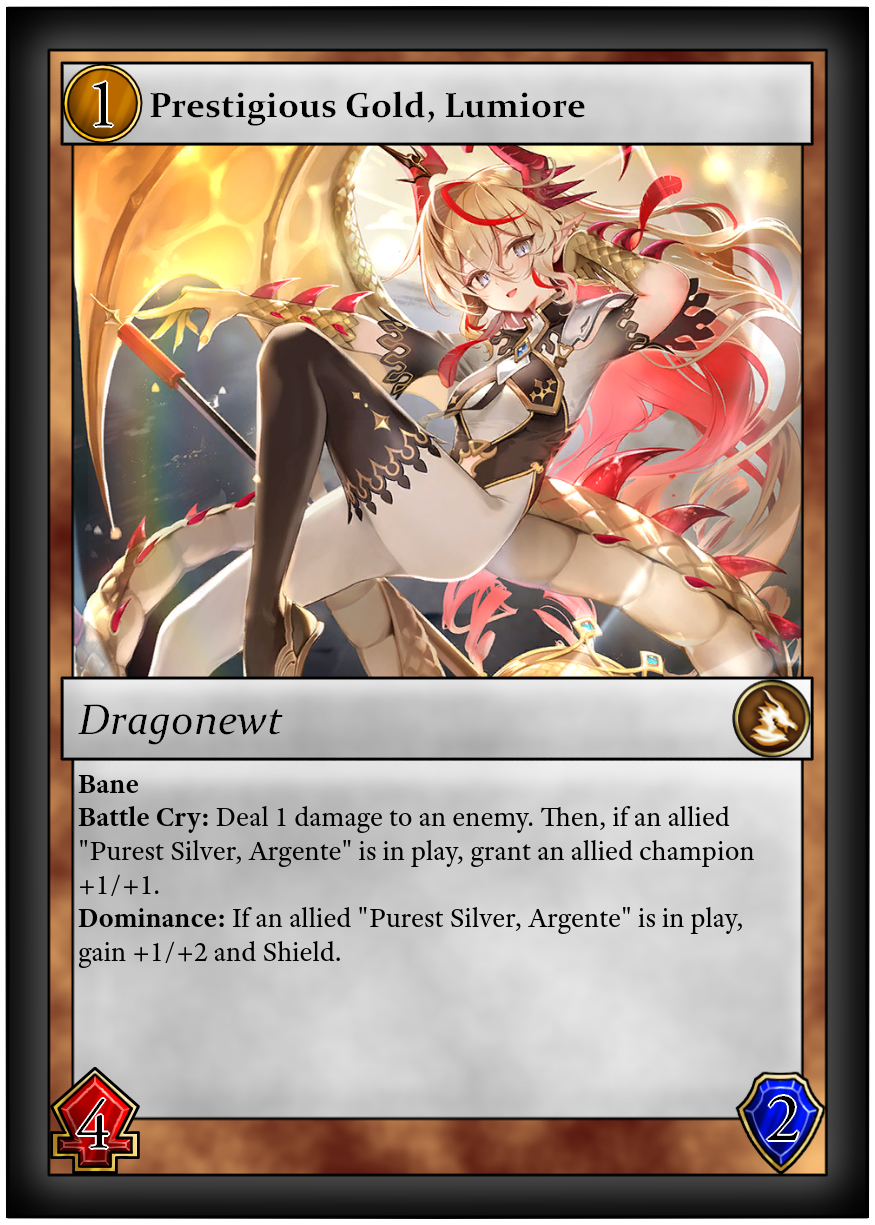 1
Prestigious Gold, Lumiore
Dragonewt
Bane
Battle Cry: Deal 1 damage to an enemy. Then, if an allied
"Purest Silver, Argente" is in play, grant an allied champion
+1/+1.
Dominance: If an allied "Purest Silver, Argente" is in play,
gain +1/+2 and Shield.
4
2